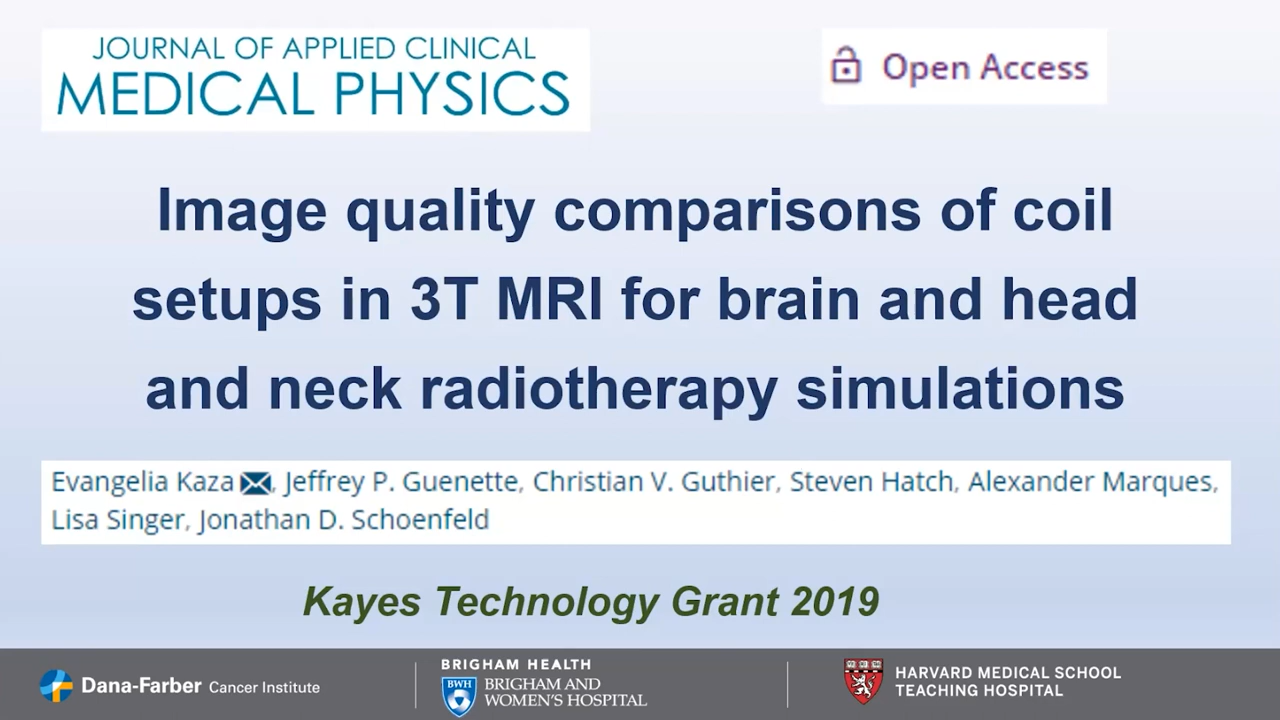 JOURNAL OF APPLIED CLINICAL
MEDICAL PHYSICS
Open Access
Image quality comparisons of coil
setups in 3T MRI for brain and head
and neck radiotherapy simulations
Evangelia Kaza, Jeffrey P. Guenette, Christian V. Guthier, Steven Hatch, Alexander Marques,
Lisa Singer, Jonathan D. Schoenfeld
Kayes Technology Grant 2019
Dana-Farber Cancer Institute
BRIGHAM HEALTH
BWH
BRIGHAM AND
WOMEN'S HOSPITAL
HARVARD MEDICAL SCHOOL
TEACHING HOSPITAL